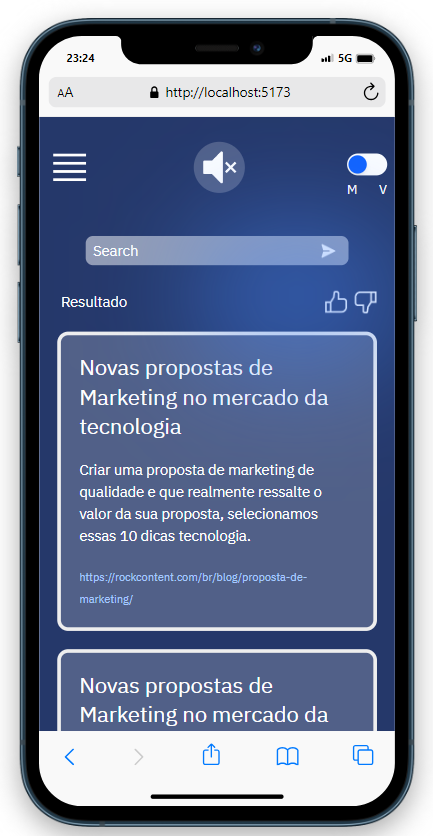 23:24
5G
AA
http://localhost:5173
M V
Search
Resultado
Novas propostas de
Marketing no mercado da
tecnologia
Criar uma proposta de marketing de
qualidade e que realmente ressalte o
valor da sua proposta, selecionamos
essas 10 dicas tecnologia.
https://rockcontent.com/br/blog/proposta-de-
marketing/
Novas propostas de
Marketing no mercado da